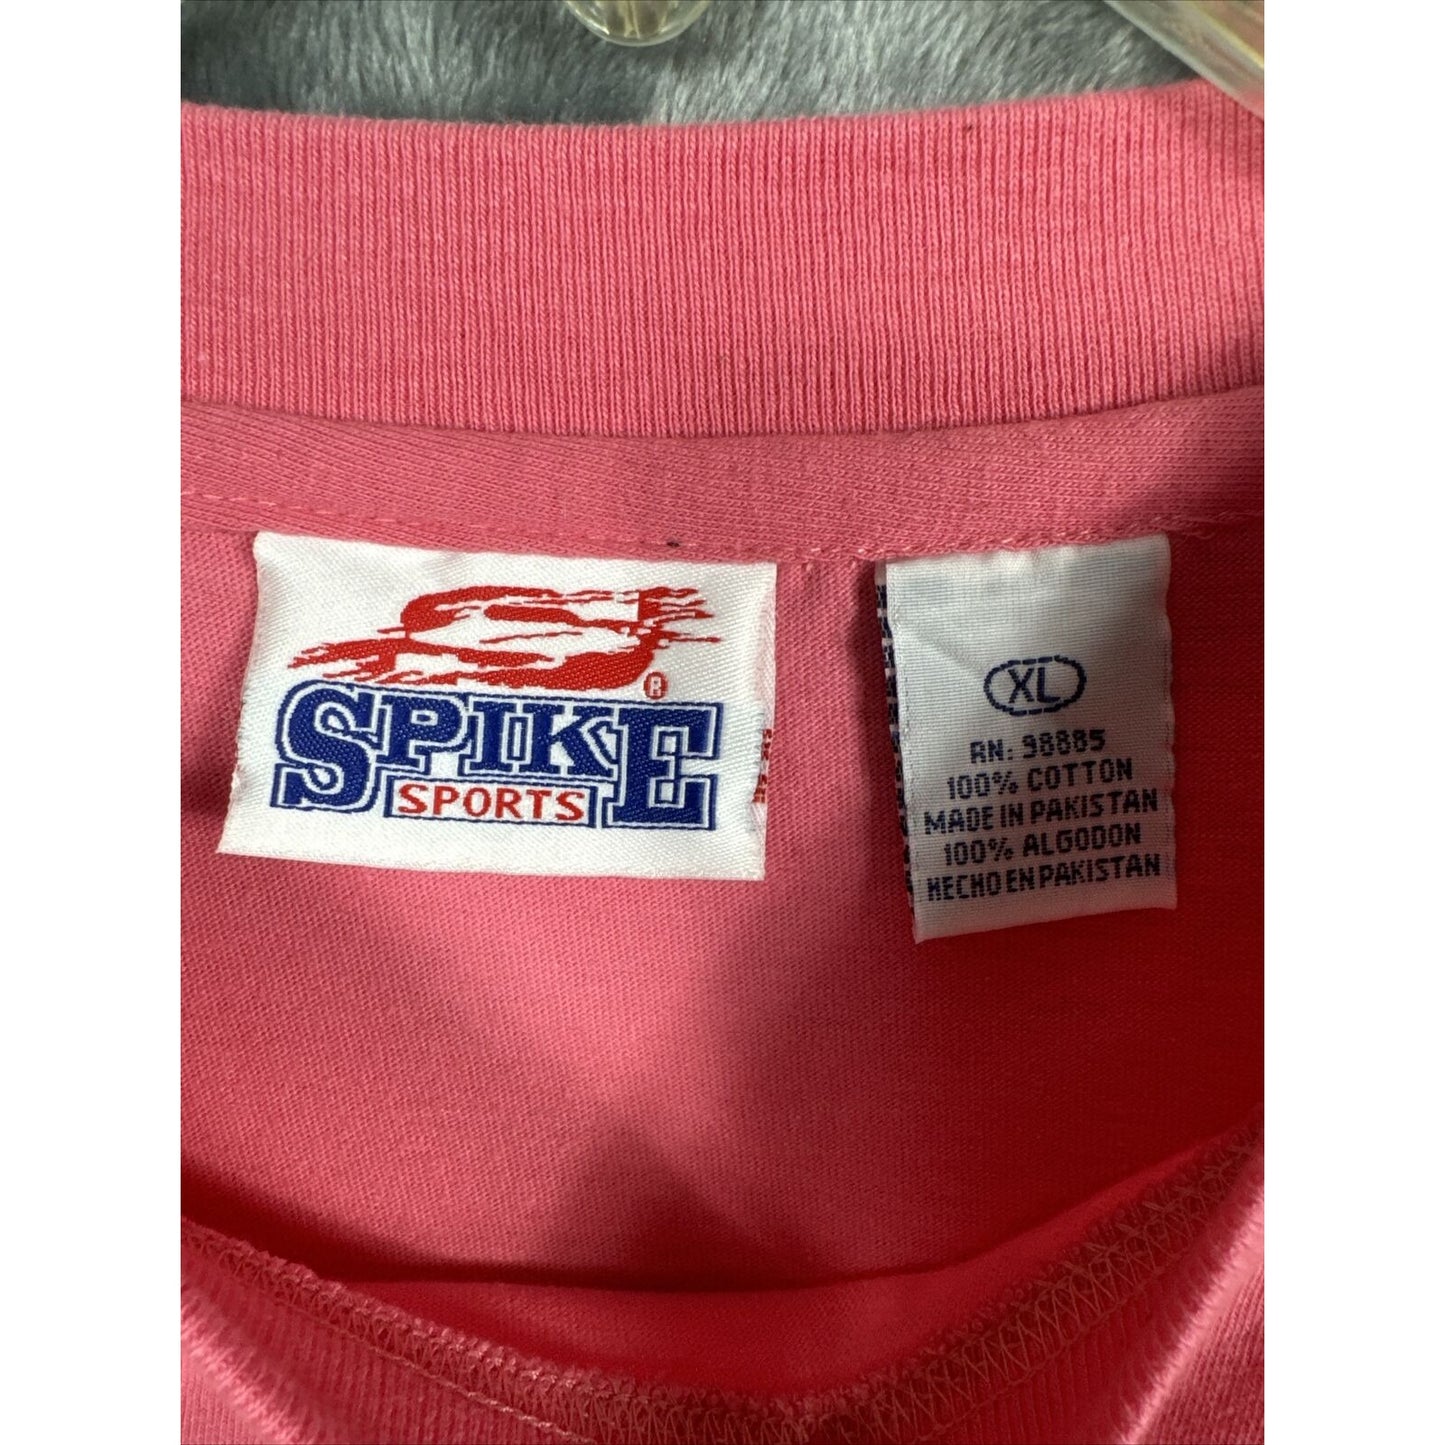 ®
SPIKE
SPORTS
XL
RN: 98885
100% COTTON
MADE IN PAKISTAN
100% ALGODON
HECHO EN PAKISTAN